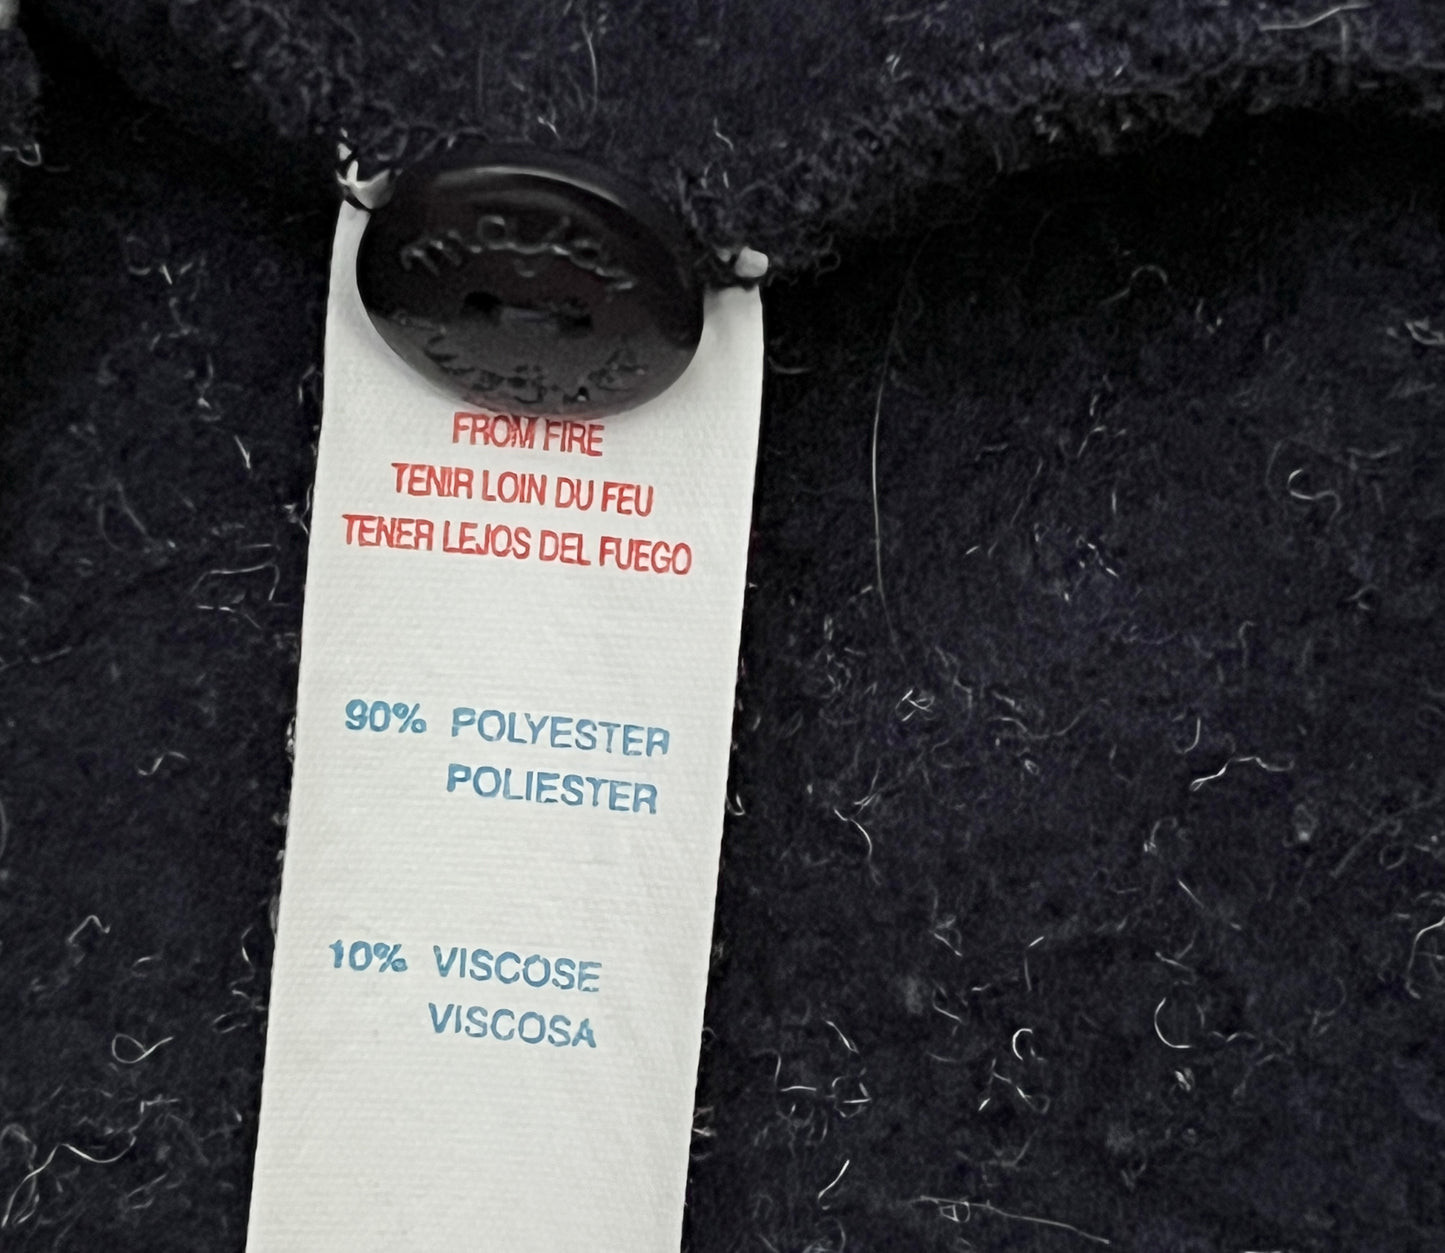 FROM FIRE
TENIR LOIN DU FEU
TENER LEJOS DEL FUEGO
90% POLYESTER
POLIESTER
10% VISCOSE
VISCOSA